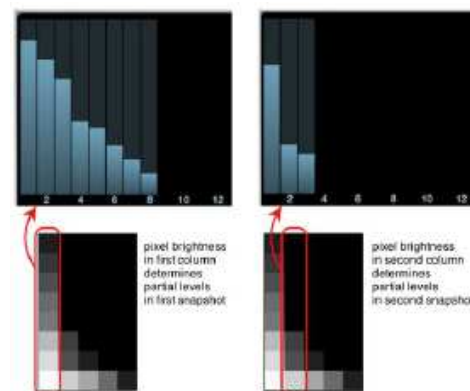 2 4 6 8 10 12
2 4 6 8 10 12
pixel brightness
in first column
determines
partial levels
in first snapshot
pixel brightness
in second column
determines
partial levels
in second snapshot